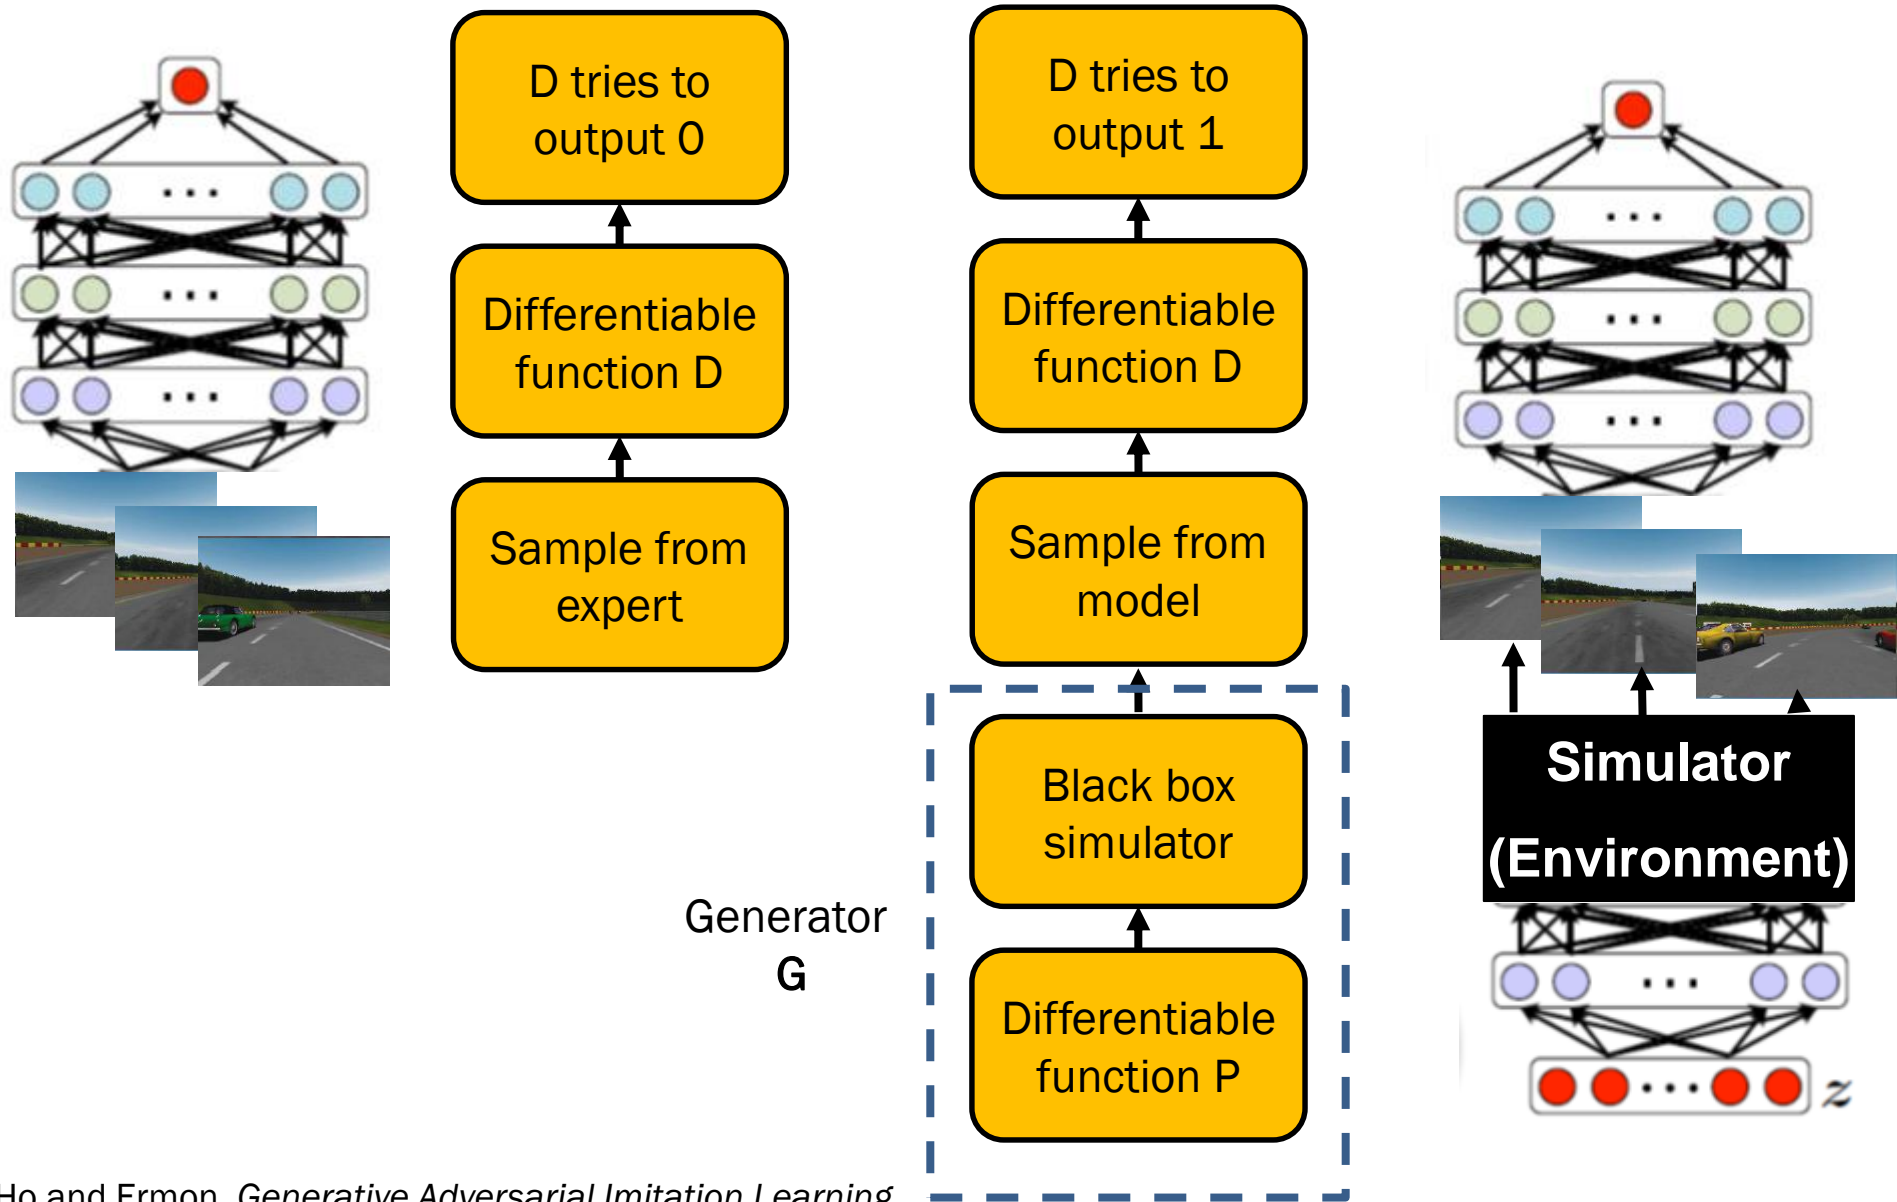 D tries to
output 0
Differentiable
function D
Sample from
expert
D tries to
output 1
Differentiable
function D
Sample from
model
Black box
simulator
Differentiable
function P
Generator
G
Simulator
(Environment)
z
Ho and Ermon, Generative Adversarial Imitation Learning